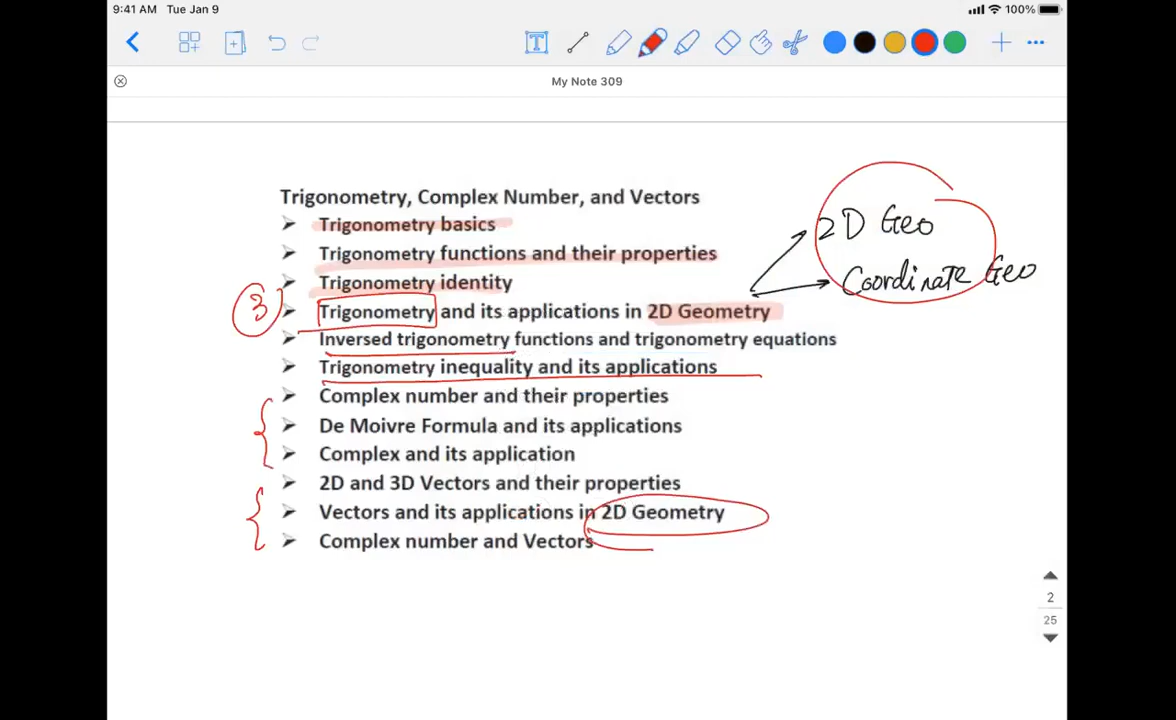 9:41 AM Tue Jan 9
100%
My Note 309
Trigonometry, Complex Number, and Vectors
Trigonometry basics
Trigonometry functions and their properties
Trigonometry identity
Trigonometry and its applications in 2D Geometry
Inversed trigonometry functions and trigonometry equations
Trigonometry inequality and its applications
Complex number and their properties
De Moivre Formula and its applications
Complex and its application
2D and 3D Vectors and their properties
Vectors and its applications in 2D Geometry
Complex number and Vectors
3
2D Geo
Coordinate Geo
2
25